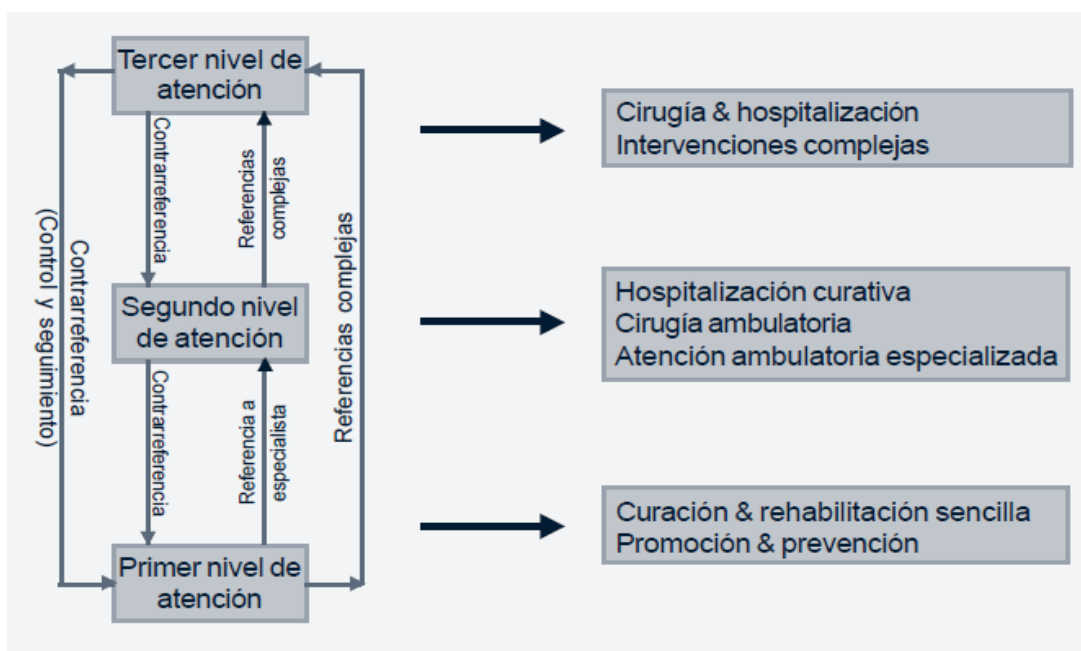 Tercer nivel de
atención
Cirugía & hospitalización
Intervenciones complejas
Contrarreferencia
Referencias
complejas
Contrarreferencia
(Control y seguimiento)
Referencias complejas
Segundo nivel
de atención
Hospitalización curativa
Cirugía ambulatoria
Atención ambulatoria especializada
Contrarreferencia
Referencia a
especialista
Primer nivel de
atención
Curación & rehabilitación sencilla
Promoción & prevención